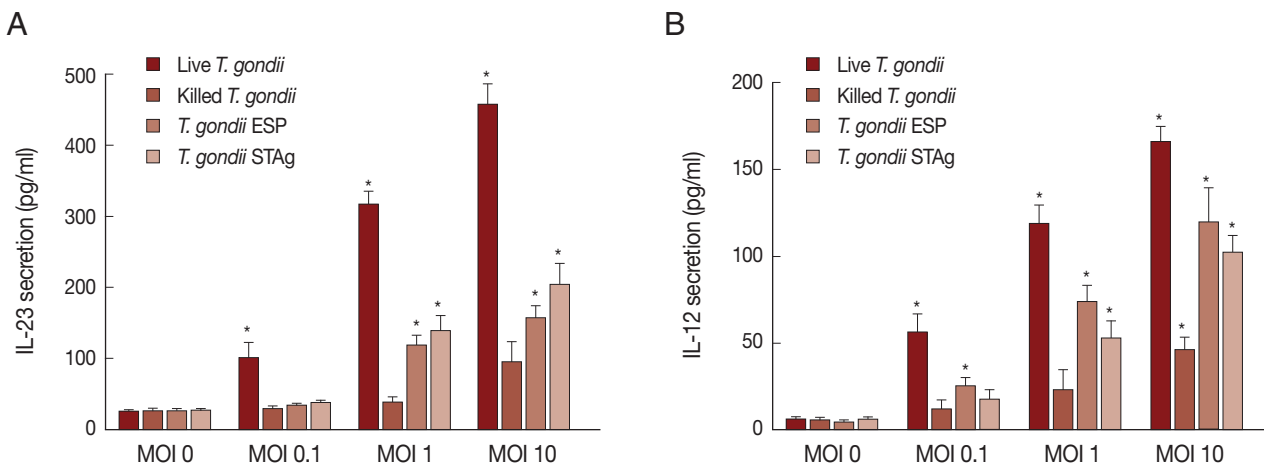 A
Live T. gondii
Killed T. gondii
T. gondii ESP
T. gondii STAg
IL-23 secretion (pg/ml)
500
400
300
200
100
0
*
*
*
*
*
*
*
MOI 0
MOI 0.1
MOI 1
MOI 10
B
Live T. gondii
Killed T. gondii
T. gondii ESP
T. gondii STAg
IL-12 secretion (pg/ml)
200
150
100
50
0
*
*
*
*
*
*
*
*
*
MOI 0
MOI 0.1
MOI 1
MOI 10